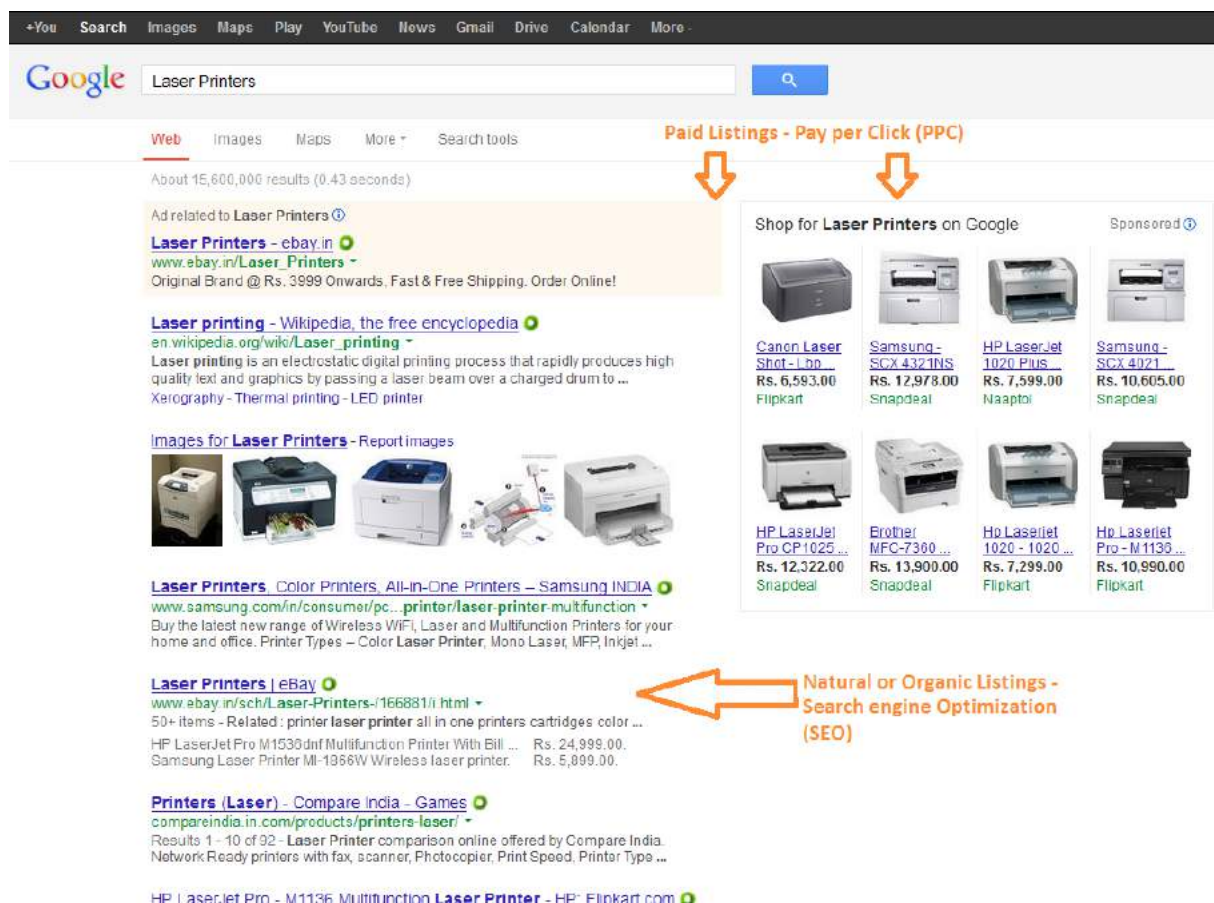 +You Search Images Maps Play YouTube News Gmail Drive Calendar More
Google
Laser Printers
Web Images Maps More Search tools
Paid Listings - Pay per Click (PPC)
About 15,600,000 results (0.43 seconds)
Ad related to Laser Printers
Laser Printers - ebay.in
www.ebay.in/Laser_Printers
Original Brand @ Rs. 3999 Onwards, Fast & Free Shipping. Order Online!
Laser printing - Wikipedia, the free encyclopedia
en.wikipedia.org/wiki/Laser_printing
Laser printing is an electrostatic digital printing process that rapidly produces high
quality text and graphics by passing a laser beam over a charged drum to ...
Xerography - Thermal printing - LED printer
Images for Laser Printers - Report images
Laser Printers, Color Printers, All-in-One Printers – Samsung INDIA
www.samsung.com/in/consumer/pc...printer/laser-printer-multifunction
Buy the latest new range of Wireless WiFi, Laser and Multifunction Printers for your
home and office. Printer Types – Color Laser Printer, Mono Laser, MFP, Inkjet ...
Laser Printers | eBay
www.ebay.in/sch/Laser-Printers-/166881/i.html
50+ items - Related : printer laser printer all in one printers cartridges color ...
HP LaserJet Pro M1536dnf Multifunction Printer With Bill ... Rs. 24,999.00.
Samsung Laser Printer Ml-1866W Wireless laser printer. Rs. 5,899.00.
Printers (Laser) - Compare India - Games
compareindia.in.com/products/printers-laser/
Results 1 - 10 of 92 - Laser Printer comparison online offered by Compare India.
Network Ready printers with fax, scanner, Photocopier, Print Speed, Printer Type ...
HP LaserJet Pro - M1136 Multifunction Laser Printer - HP: Flipkart.com
Shop for Laser Printers on Google Sponsored
Canon Laser Samsung - HP LaserJet Samsung -
Shot - Lbp ... SCX 4321NS 1020 Plus ... SCX 4021 ...
Rs. 6,593.00 Rs. 12,978.00 Rs. 7,599.00 Rs. 10,605.00
Flipkart Snapdeal Naaptol Snapdeal
HP LaserJet Brother Hp Laserjet Hp Laserjet
Pro CP1025 ... MFC-7360 ... 1020 - 1020 ... Pro - M1136 ...
Rs. 12,322.00 Rs. 13,900.00 Rs. 7,299.00 Rs. 10,990.00
Snapdeal Snapdeal Flipkart Flipkart
Natural or Organic Listings -
Search engine Optimization
(SEO)